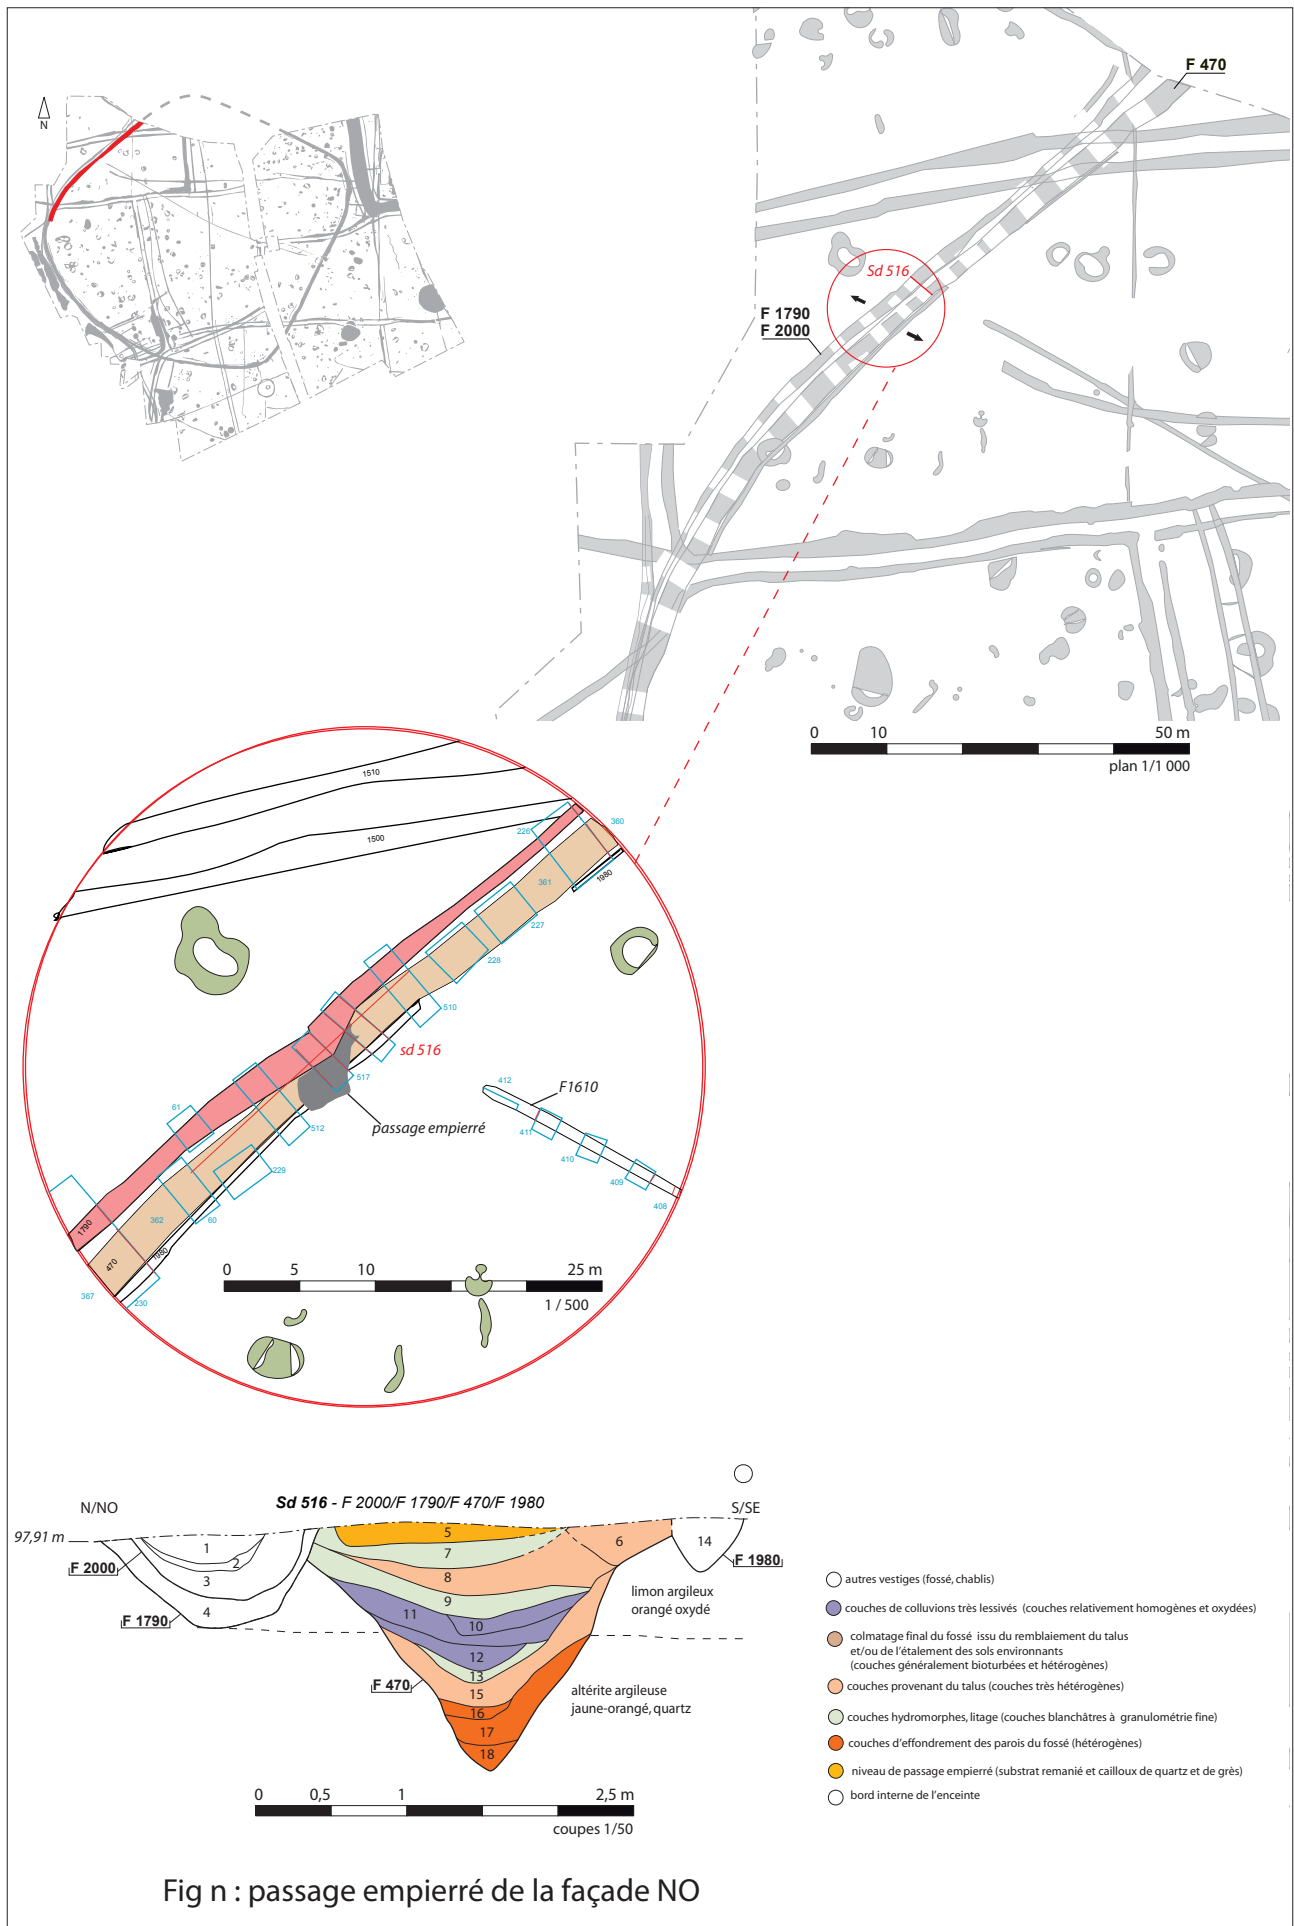 F 470
N
Sd 516
F 1790
F 2000
0 10 50 m
plan 1/1 000
1510
1500
226
360
361
1980
227
228
510
sd 516
517
412
F1610
61
passage empierré
411
512
410
229
409
362
60
408
1790
1980
470
367
230
0 5 10 25 m
1 / 500
N/NO
Sd 516 - F 2000/F 1790/F 470/F 1980
S/SE
97,91 m
1
2
3
4
5
6
7
8
9
10
11
12
13
14
15
16
17
18
F 2000
F 1790
F 470
F 1980
limon argileux
orangé oxydé
altérite argileuse
jaune-orangé, quartz
0 0,5 1 2,5 m
coupes 1/50
autres vestiges (fossé, chablis)
couches de colluvions très lessivés (couches relativement homogènes et oxydées)
colmatage final du fossé issu du remblaiement du talus
et/ou de l'étalement des sols environnants
(couches généralement bioturbées et hétérogènes)
couches provenant du talus (couches très hétérogènes)
couches hydromorphes, litage (couches blanchâtres à granulométrie fine)
couches d'effondrement des parois du fossé (hétérogènes)
niveau de passage empierré (substrat remanié et cailloux de quartz et de grès)
bord interne de l'enceinte
Fig n : passage empierré de la façade NO